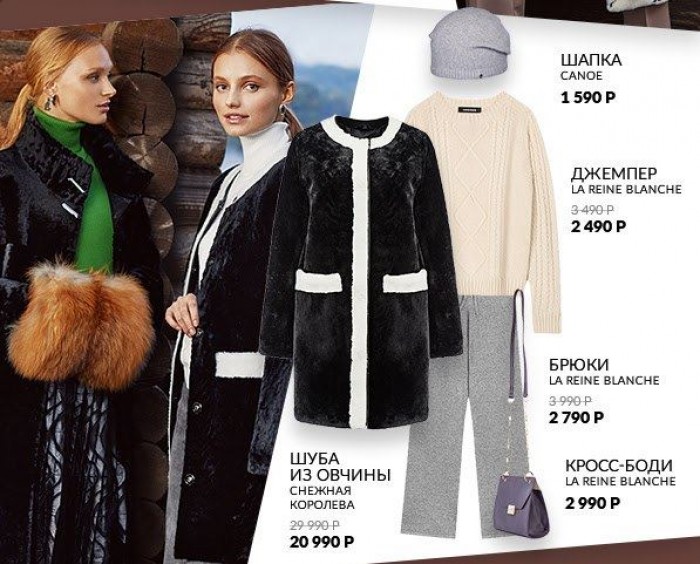 ШАПКА
CANOE
1 590 Р
ДЖЕМПЕР
LA REINE BLANCHE
3 490 Р
2 490 Р
БРЮКИ
LA REINE BLANCHE
3 990 Р
2 790 Р
КРОСС-БОДИ
LA REINE BLANCHE
2 990 Р
ШУБА
ИЗ ОВЧИНЫ
СНЕЖНАЯ
КОРОЛЕВА
29 990 Р
20 990 Р